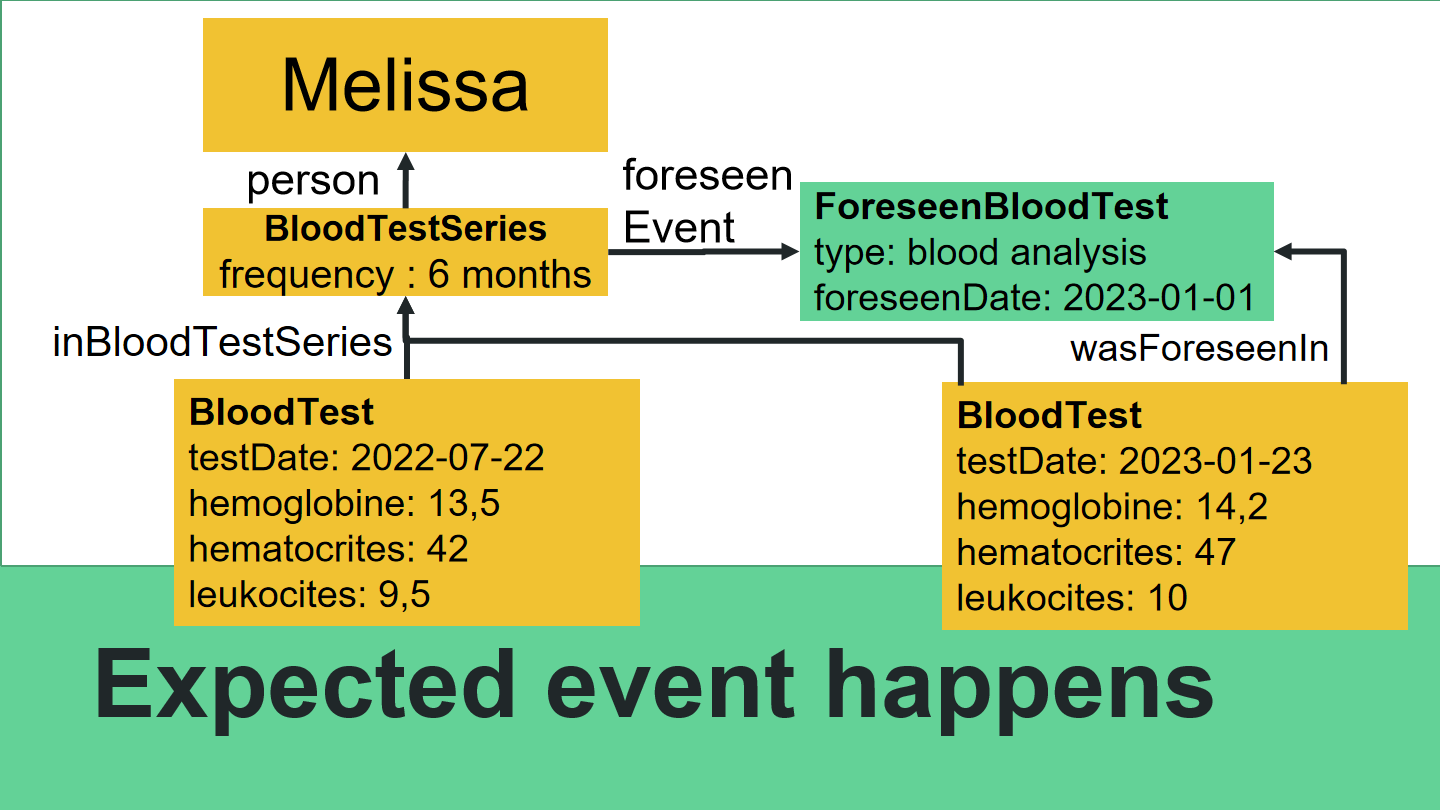 Melissa
person
foreseen
Event
BloodTestSeries
frequency : 6 months
ForeseenBloodTest
type: blood analysis
foreseenDate: 2023-01-01
inBloodTestSeries
wasForeseenIn
BloodTest
testDate: 2022-07-22
hemoglobine: 13,5
hematocrites: 42
leukocites: 9,5
BloodTest
testDate: 2023-01-23
hemoglobine: 14,2
hematocrites: 47
leukocites: 10
Expected event happens